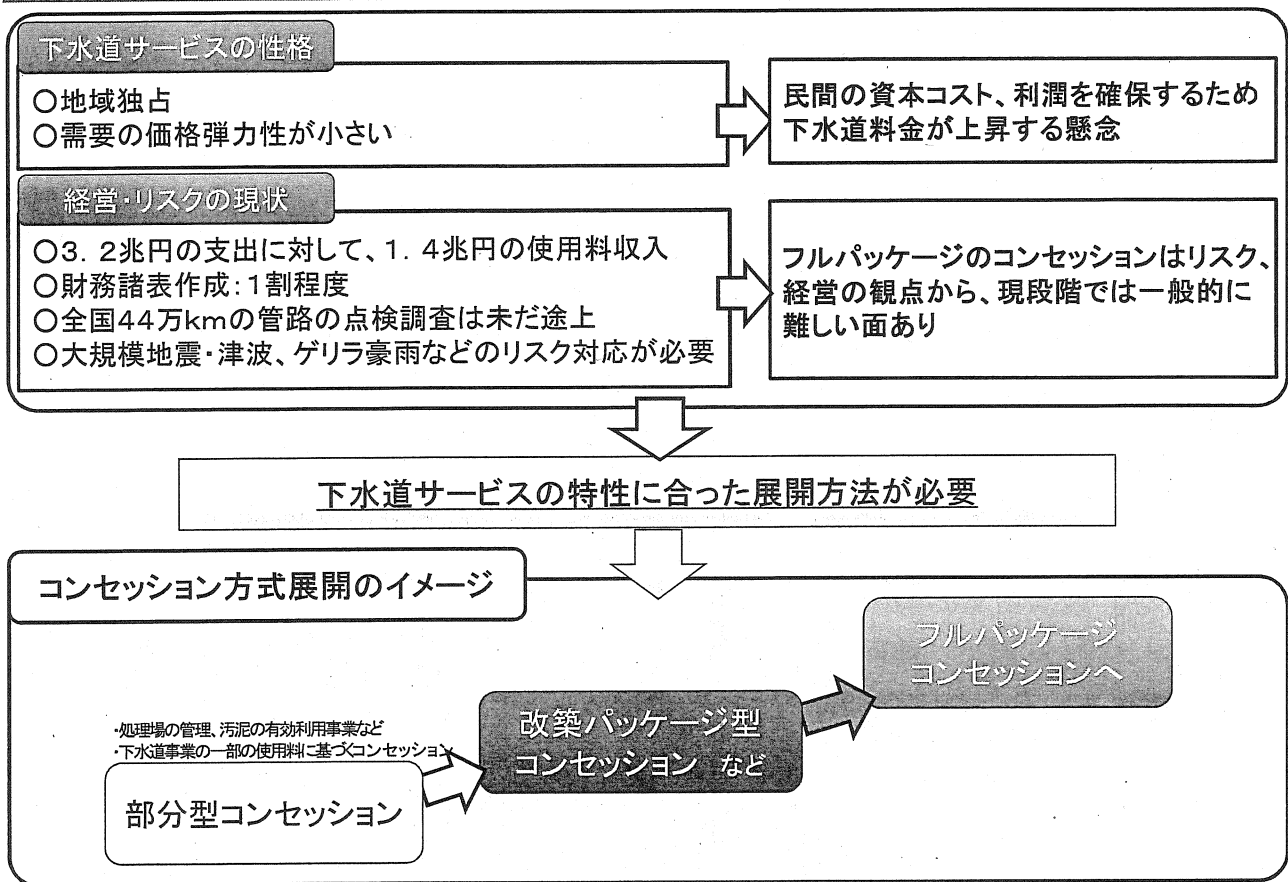 下水道サービスの性格
○地域独占
○需要の価格弾力性が小さい
民間の資本コスト、利潤を確保するため
下水道料金が上昇する懸念
経営・リスクの現状
○3．2兆円の支出に対して、1．4兆円の使用料収入
○財務諸表作成：1割程度
○全国44万kmの管路の点検調査は未だ途上
○大規模地震・津波、ゲリラ豪雨などのリスク対応が必要
フルパッケージのコンセッションはリスク、
経営の観点から、現段階では一般的に
難しい面あり
下水道サービスの特性に合った展開方法が必要
コンセッション方式展開のイメージ
・処理場の管理、汚泥の有効利用事業など
・下水道事業の一部の使用料に基づくコンセッション
部分型コンセッション
改築パッケージ型
コンセッション など
フルパッケージ
コンセッションへ